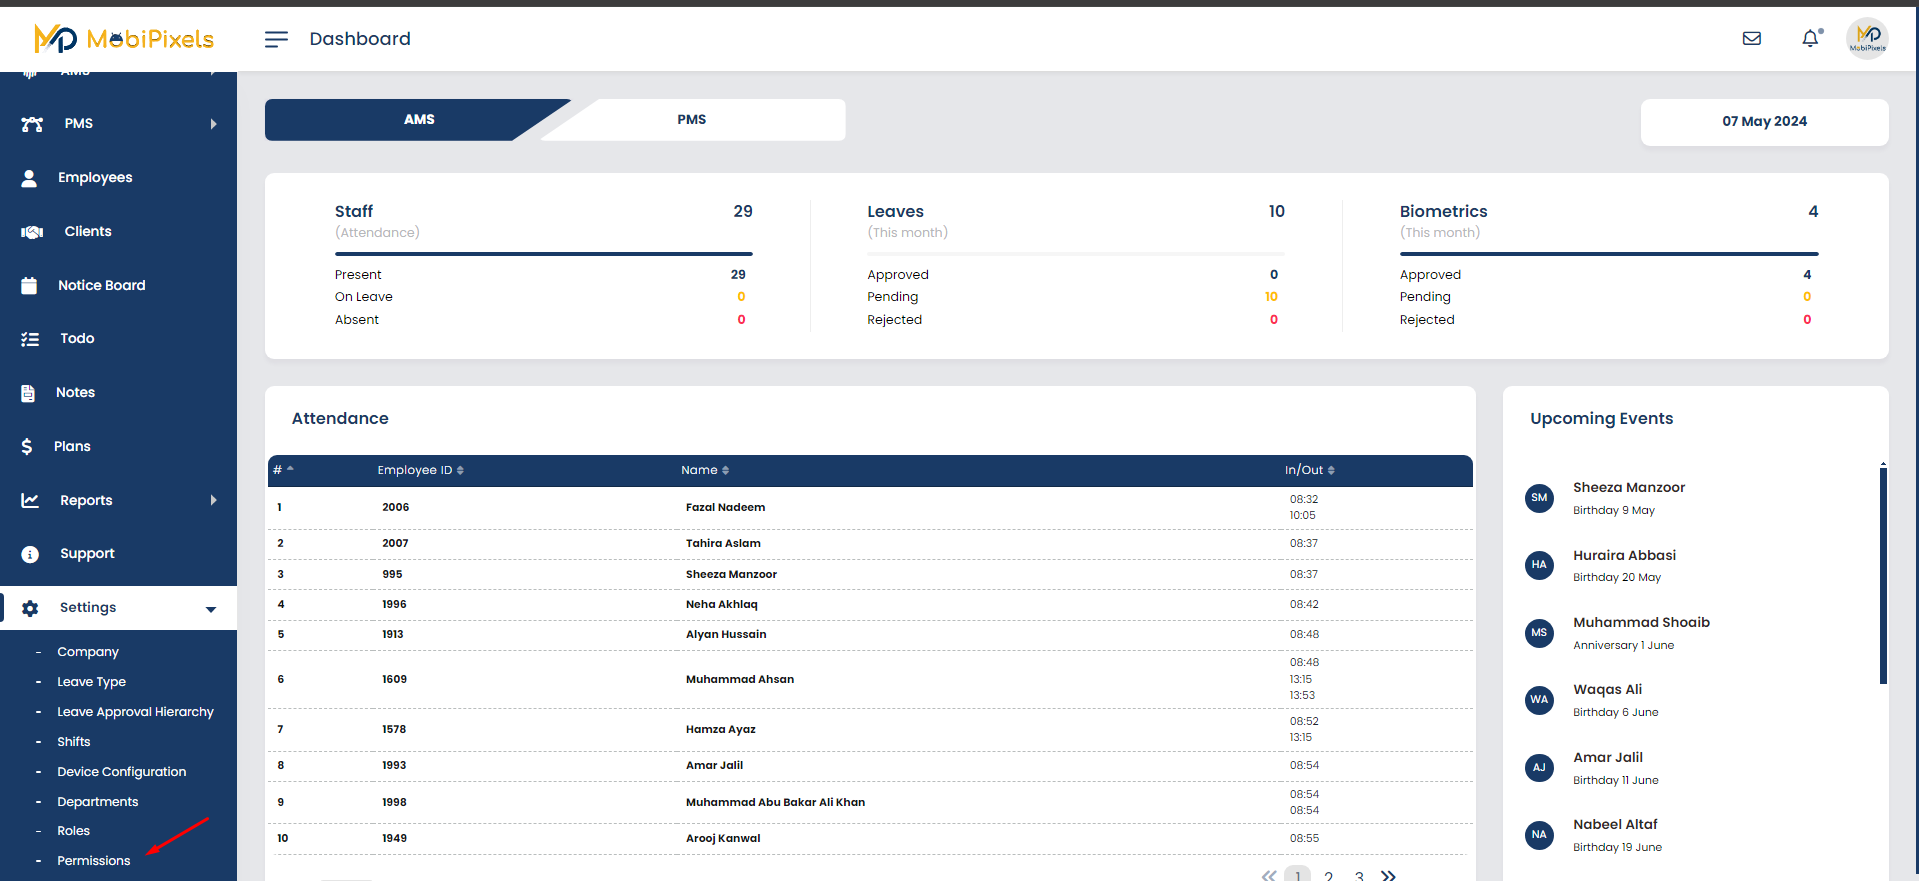 MobiPixels
Dashboard
MobiPixels
AMS
PMS
Employees
Clients
Notice Board
Todo
Notes
Plans
Reports
Support
Settings
- Company
- Leave Type
- Leave Approval Hierarchy
- Shifts
- Device Configuration
- Departments
- Roles
- Permissions
AMS
PMS
07 May 2024
Staff 29
(Attendance)
Present 29
On Leave 0
Absent 0
Leaves 10
(This month)
Approved 0
Pending 10
Rejected 0
Biometrics 4
(This month)
Approved 4
Pending 0
Rejected 0
Attendance
# Employee ID Name In/Out
1 2006 Fazal Nadeem 08:32
10:05
2 2007 Tahira Aslam 08:37
3 995 Sheeza Manzoor 08:37
4 1996 Neha Akhlaq 08:42
5 1913 Alyan Hussain 08:48
6 1609 Muhammad Ahsan 08:48
13:15
13:53
7 1578 Hamza Ayaz 08:52
13:15
8 1993 Amar Jalil 08:54
9 1998 Muhammad Abu Bakar Ali Khan 08:54
08:54
10 1949 Arooj Kanwal 08:55
« 1 2 3 »
Upcoming Events
SM Sheeza Manzoor
Birthday 9 May
HA Huraira Abbasi
Birthday 20 May
MS Muhammad Shoaib
Anniversary 1 June
WA Waqas Ali
Birthday 6 June
AJ Amar Jalil
Birthday 11 June
NA Nabeel Altaf
Birthday 19 June